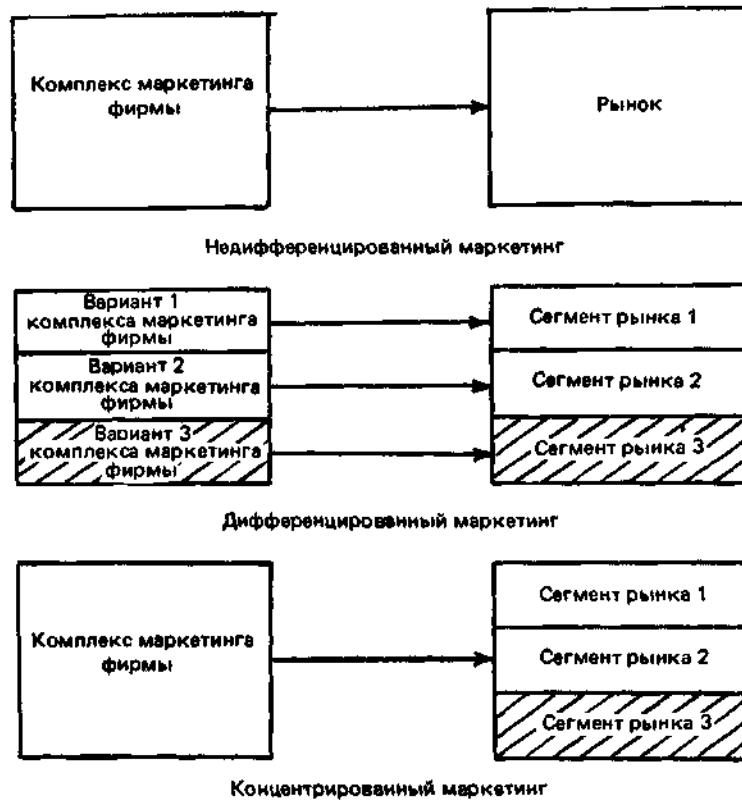 Комплекс маркетинга
фирмы
Рынок
Недифференцированный маркетинг
Вариант 1
комплекса маркетинга
фирмы
Сегмент рынка 1
Вариант 2
комплекса маркетинга
фирмы
Сегмент рынка 2
Вариант 3
комплекса маркетинга
фирмы
Сегмент рынка 3
Дифференцированный маркетинг
Комплекс маркетинга
фирмы
Сегмент рынка 1
Сегмент рынка 2
Сегмент рынка 3
Концентрированный маркетинг